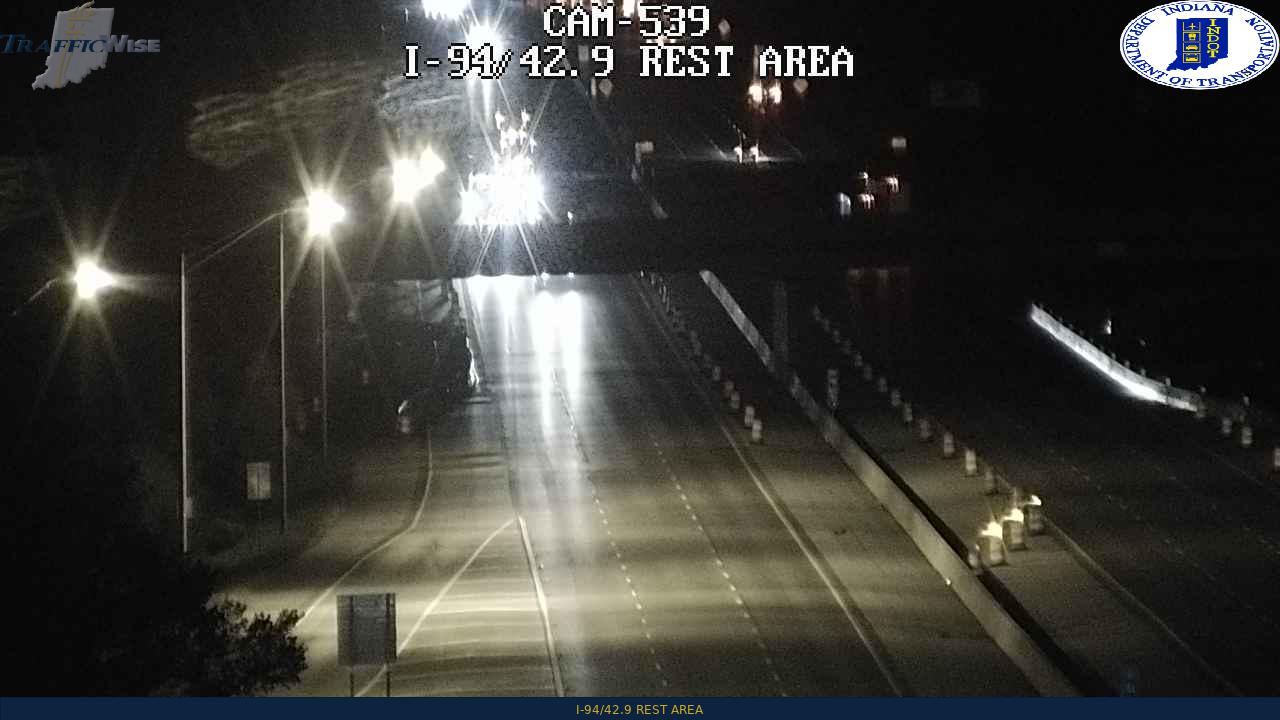 CAM-539
I-94/42.9 REST AREA
TRAFFICWISE
INDIANA
DEPARTMENT OF TRANSPORTATION
INDOT
I-94/42.9 REST AREA